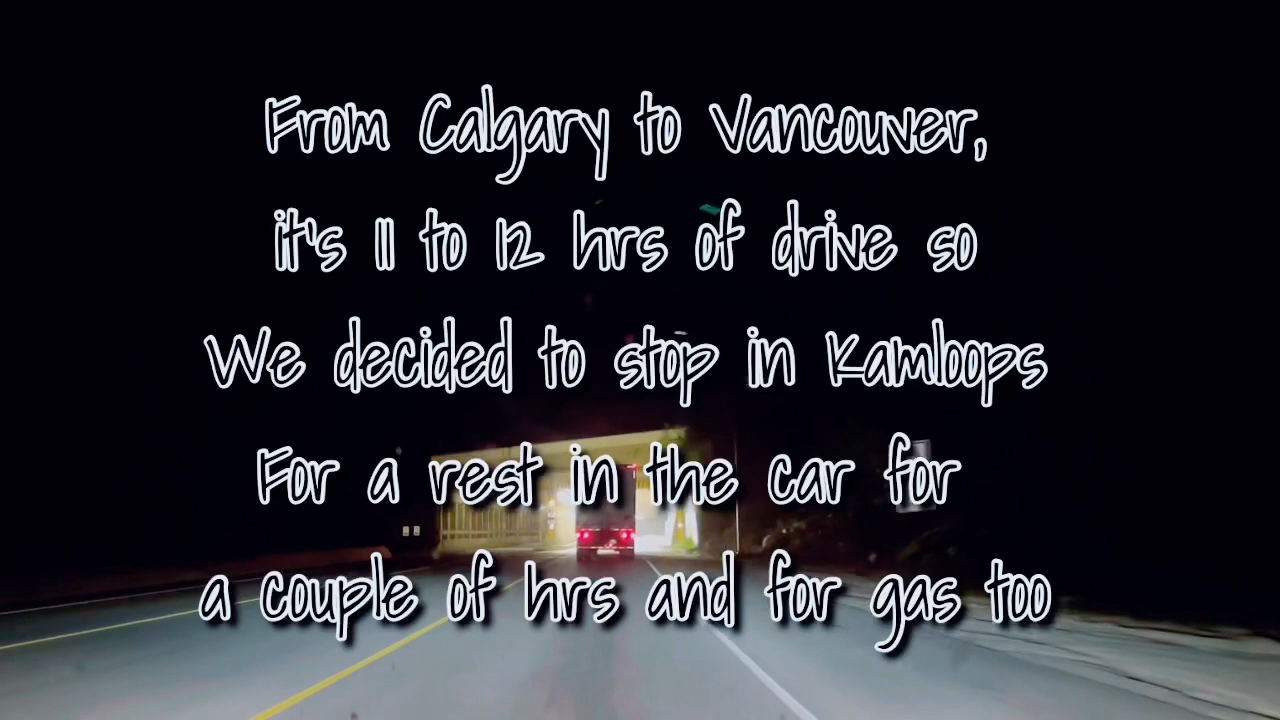 From Calgary to Vancouver,
it's 11 to 12 hrs of drive so
We decided to stop in Kamloops
For a rest in the car for
a couple of hrs and for gas too